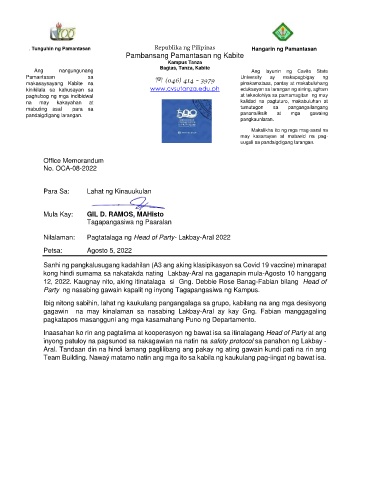 Tunguhin ng Pamantasan
Ang nangungunang
Pamantasan sa
makasaysayang Kabite na
kinikilala sa kahusayan sa
paghubog ng mga indibidwal
na may kakayahan at
mabuting asal para sa
pandaigdigang larangan.
Republika ng Pilipinas
Pambansang Pamantasan ng Kabite
Kampus Tanza
Bagtas, Tanza, Kabite
(046) 414 - 3979
www.cvsutanza.edu.ph
Hangarin ng Pamantasan
Ang layunin ng Cavite State
University ay makapagbigay ng
pinakamataas, pantay at makabuluhang
edukasyon sa larangan ng sining, agham
at teknolohiya sa pamamagitan ng may
kalidad na pagtuturo, makabuluhan at
tumutugon sa pangangailangang
pananaliksik at mga gawaing
pangkaunlaran.
Makalikha ito ng mga mag-aaral na
may kasanayan at malawid na pag-
uugali sa pandaigdigang larangan.
Office Memorandum
No. OCA-08-2022
Para Sa: Lahat ng Kinauukulan
Mula Kay: GIL D. RAMOS, MAHisto
Tagapangasiwa ng Paaralan
Nilalaman: Pagtatalaga ng Head of Party- Lakbay-Aral 2022
Petsa: Agosto 5, 2022
Sanhi ng pangkalusugang kadahilan (A3 ang aking klasipikasyon sa Covid 19 vaccine) minarapat
kong hindi sumama sa nakatakda nating Lakbay-Aral na gaganapin mula-Agosto 10 hanggang
12, 2022. Kaugnay nito, aking itinatalaga si Gng. Debbie Rose Banag-Fabian bilang Head of
Party ng nasabing gawain kapalit ng inyong Tagapangasiwa ng Kampus.
Ibig nitong sabihin, lahat ng kaukulang pangangalaga sa grupo, kabilang na ang mga desisyong
gagawin na may kinalaman sa nasabing Lakbay-Aral ay kay Gng. Fabian manggagaling
pagkatapos masangguni ang mga kasamahang Puno ng Departamento.
Inaasahan ko rin ang pagtalima at kooperasyon ng bawat isa sa itinalagang Head of Party at ang
inyong patuloy na pagsunod sa nakagawian na natin na safety protocol sa panahon ng Lakbay -
Aral. Tandaan din na hindi lamang paglilibang ang pakay ng ating gawain kundi pati na rin ang
Team Building. Nawaý matamo natin ang mga ito sa kabila ng kaukulang pag-iingat ng bawat isa.